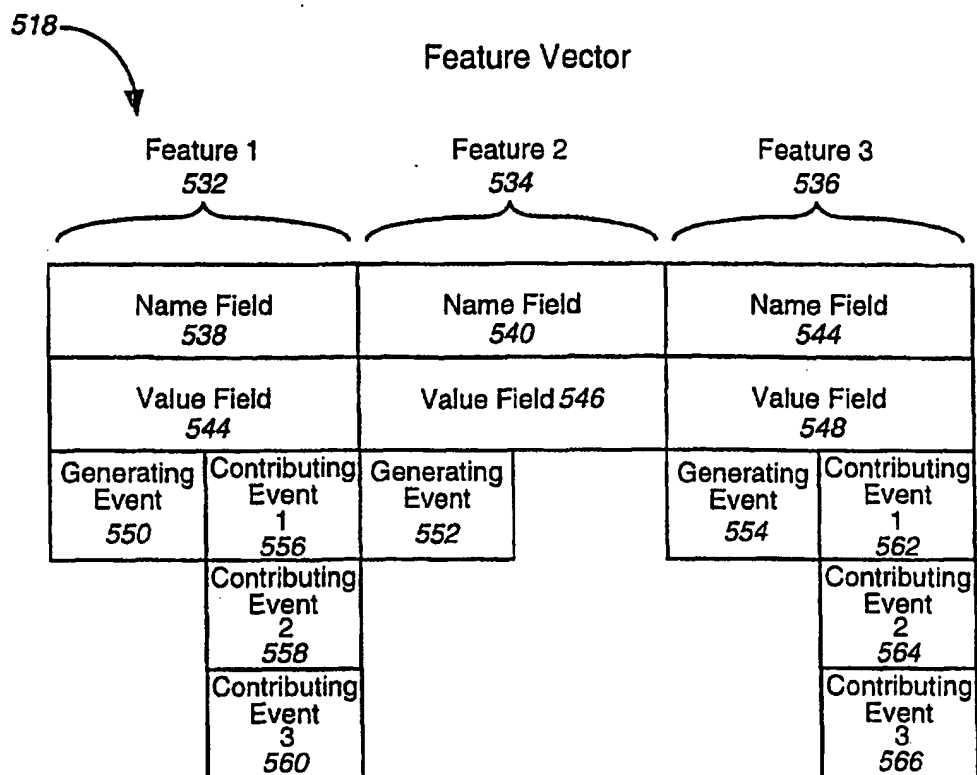 518
Feature Vector
Feature 1
532
Feature 2
534
Feature 3
536
Name Field
538
Name Field
540
Name Field
544
Value Field
544
Value Field 546
Value Field
548
Generating
Event
550
Contributing
Event
1
556
Generating
Event
552
Generating
Event
554
Contributing
Event
1
562
Contributing
Event
2
558
Contributing
Event
2
564
Contributing
Event
3
560
Contributing
Event
3
566